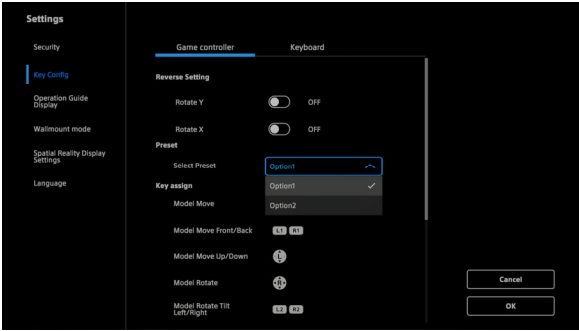 Settings
Security
Key Config
Operation Guide
Display
Wallmount mode
Spatial Reality Display
Settings
Language
Game controller
Keyboard
Reverse Setting
Rotate Y
OFF
Rotate X
OFF
Preset
Select Preset
Option1
Option1
Option2
Key assign
Model Move
Model Move Front/Back
L1 R1
Model Move Up/Down
L
Model Rotate
R
Model Rotate Tilt
Left/Right
L2 R2
Cancel
OK